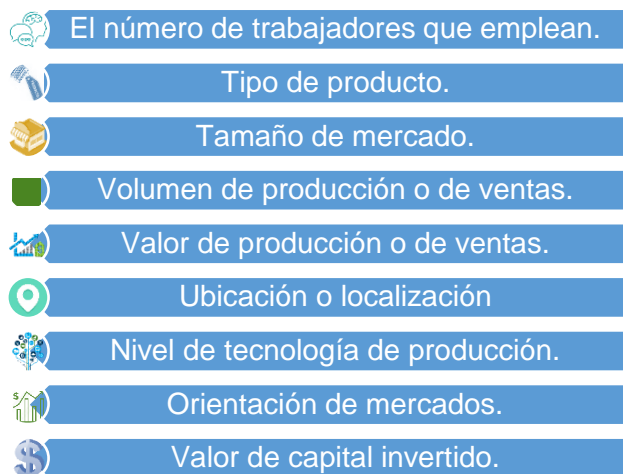 El número de trabajadores que emplean.
Tipo de producto.
Tamaño de mercado.
Volumen de producción o de ventas.
Valor de producción o de ventas.
Ubicación o localización
Nivel de tecnología de producción.
Orientación de mercados.
Valor de capital invertido.